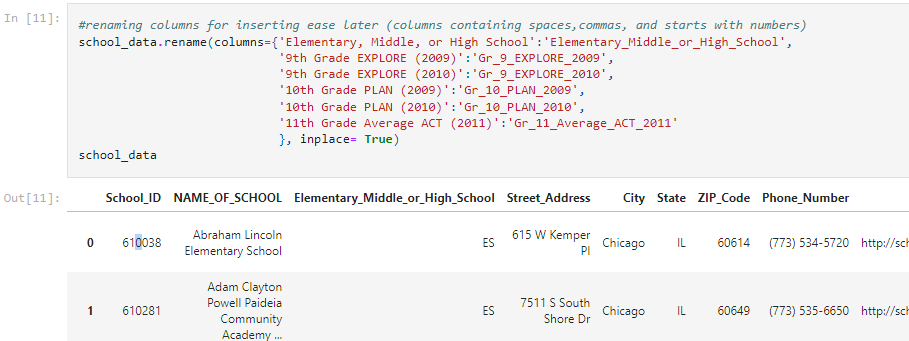 In [11]:
#renaming columns for inserting ease later (columns containing spaces,commas, and starts with numbers)
school_data.rename(columns={'Elementary, Middle, or High School':'Elementary_Middle_or_High_School',
'9th Grade EXPLORE (2009)':'Gr_9_EXPLORE_2009',
'9th Grade EXPLORE (2010)':'Gr_9_EXPLORE_2010',
'10th Grade PLAN (2009)':'Gr_10_PLAN_2009',
'10th Grade PLAN (2010)':'Gr_10_PLAN_2010',
'11th Grade Average ACT (2011)':'Gr_11_Average_ACT_2011'
}, inplace= True)
school_data
Out[11]:
School_ID NAME_OF_SCHOOL Elementary_Middle_or_High_School Street_Address City State ZIP_Code Phone_Number
0 610038 Abraham Lincoln Elementary School ES 615 W Kemper Pl Chicago IL 60614 (773) 534-5720 http://sch
1 610281 Adam Clayton Powell Paideia Community Academy ... ES 7511 S South Shore Dr Chicago IL 60649 (773) 535-6650 http://sch